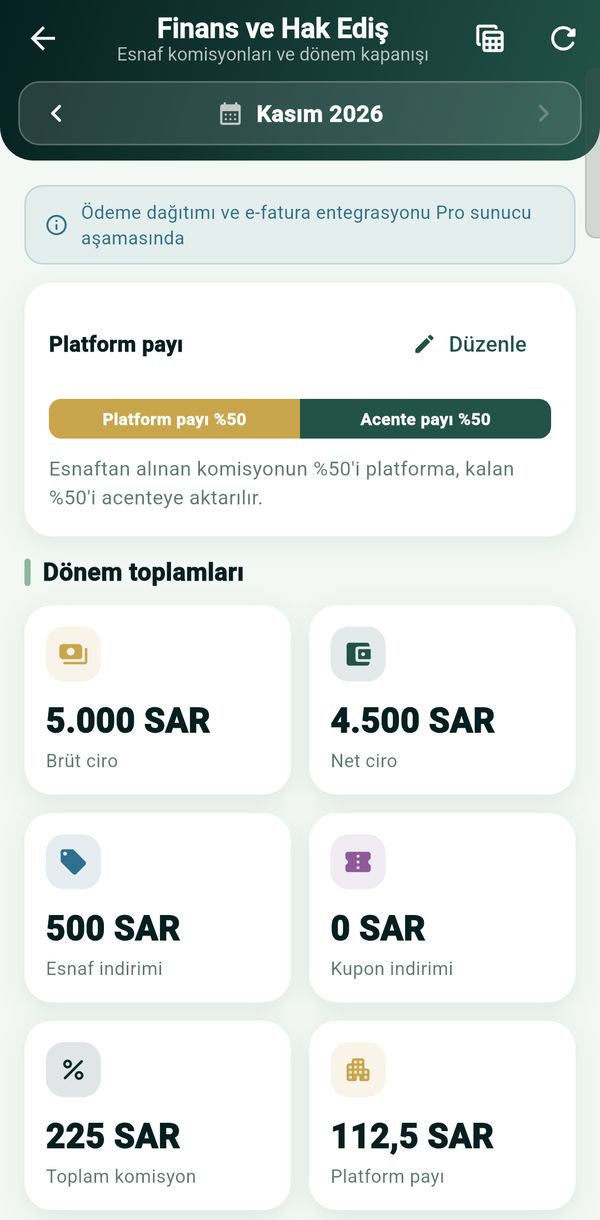 Finans ve Hak Ediş
Esnaf komisyonları ve dönem kapanışı
Kasım 2026
Ödeme dağıtımı ve e-fatura entegrasyonu Pro sunucu
aşamasında
Platform payı
Düzenle
Platform payı %50
Acente payı %50
Esnaftan alınan komisyonun %50'i platforma, kalan
%50'i acenteye aktarılır.
Dönem toplamları
5.000 SAR
Brüt ciro
4.500 SAR
Net ciro
500 SAR
Esnaf indirimi
0 SAR
Kupon indirimi
225 SAR
Toplam komisyon
112,5 SAR
Platform payı